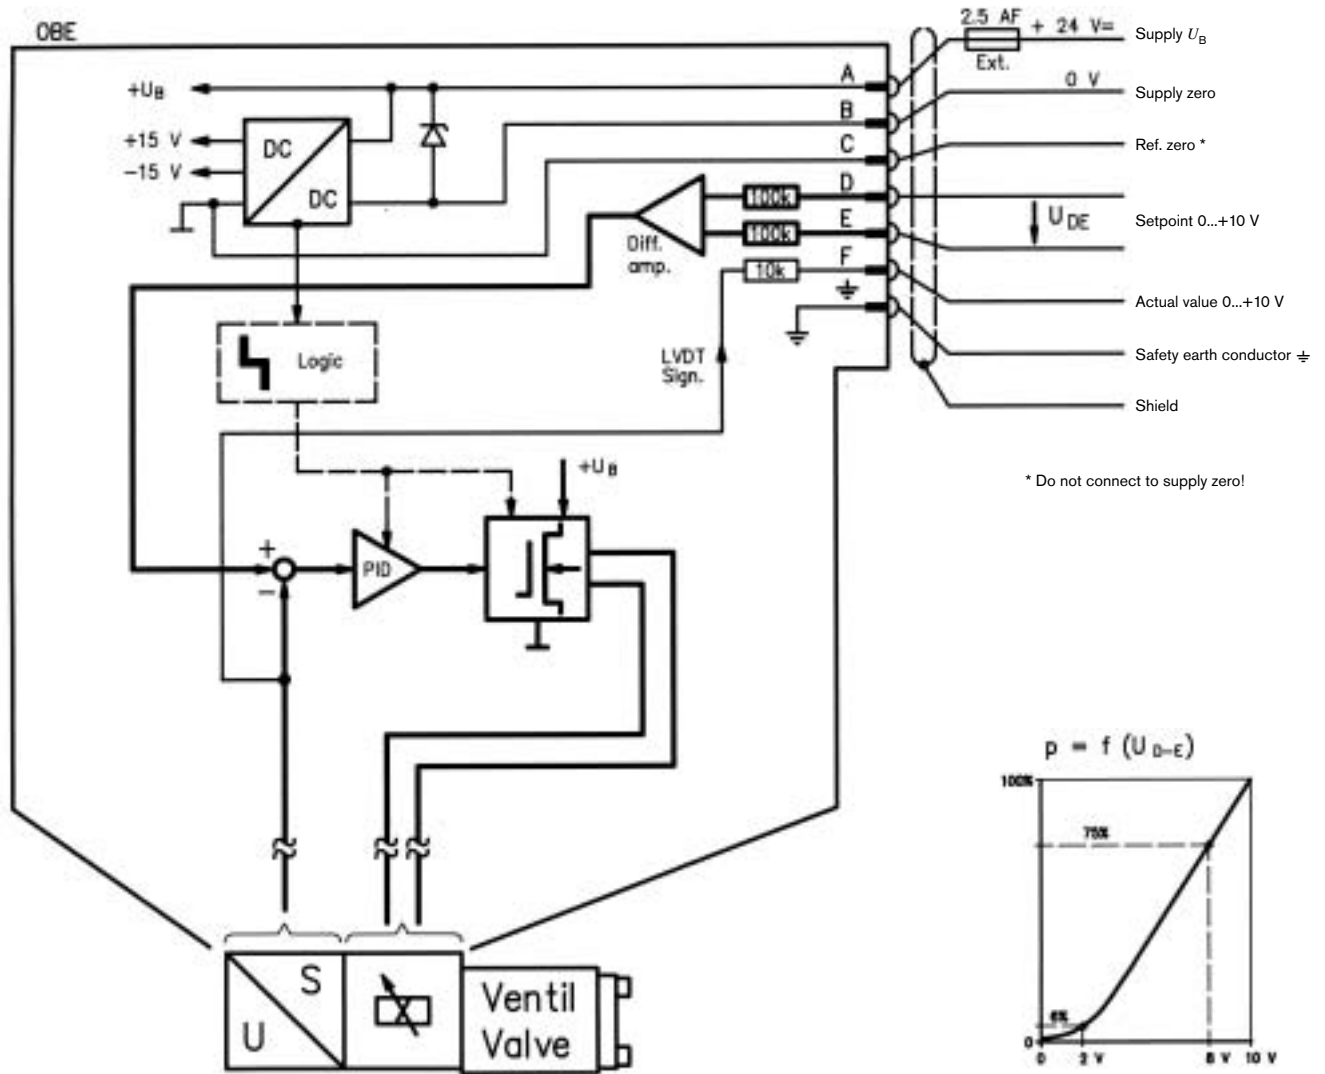 OBE
2.5 AF
+ 24 V=
Ext.
Supply U_B
0 V
Supply zero
Ref. zero *
U_DE
Setpoint 0...+10 V
Actual value 0...+10 V
Safety earth conductor ⏚
Shield
* Do not connect to supply zero!
A
B
C
D
E
F
⏚
+U_B
+15 V
-15 V
DC
DC
100k
100k
10k
Diff.
amp.
LVDT
Sign.
Logic
+U_B
+
-
PID
S
U
Ventil
Valve
p = f (U_D-E)
100%
75%
6%
0
0 2 V 8 V 10 V